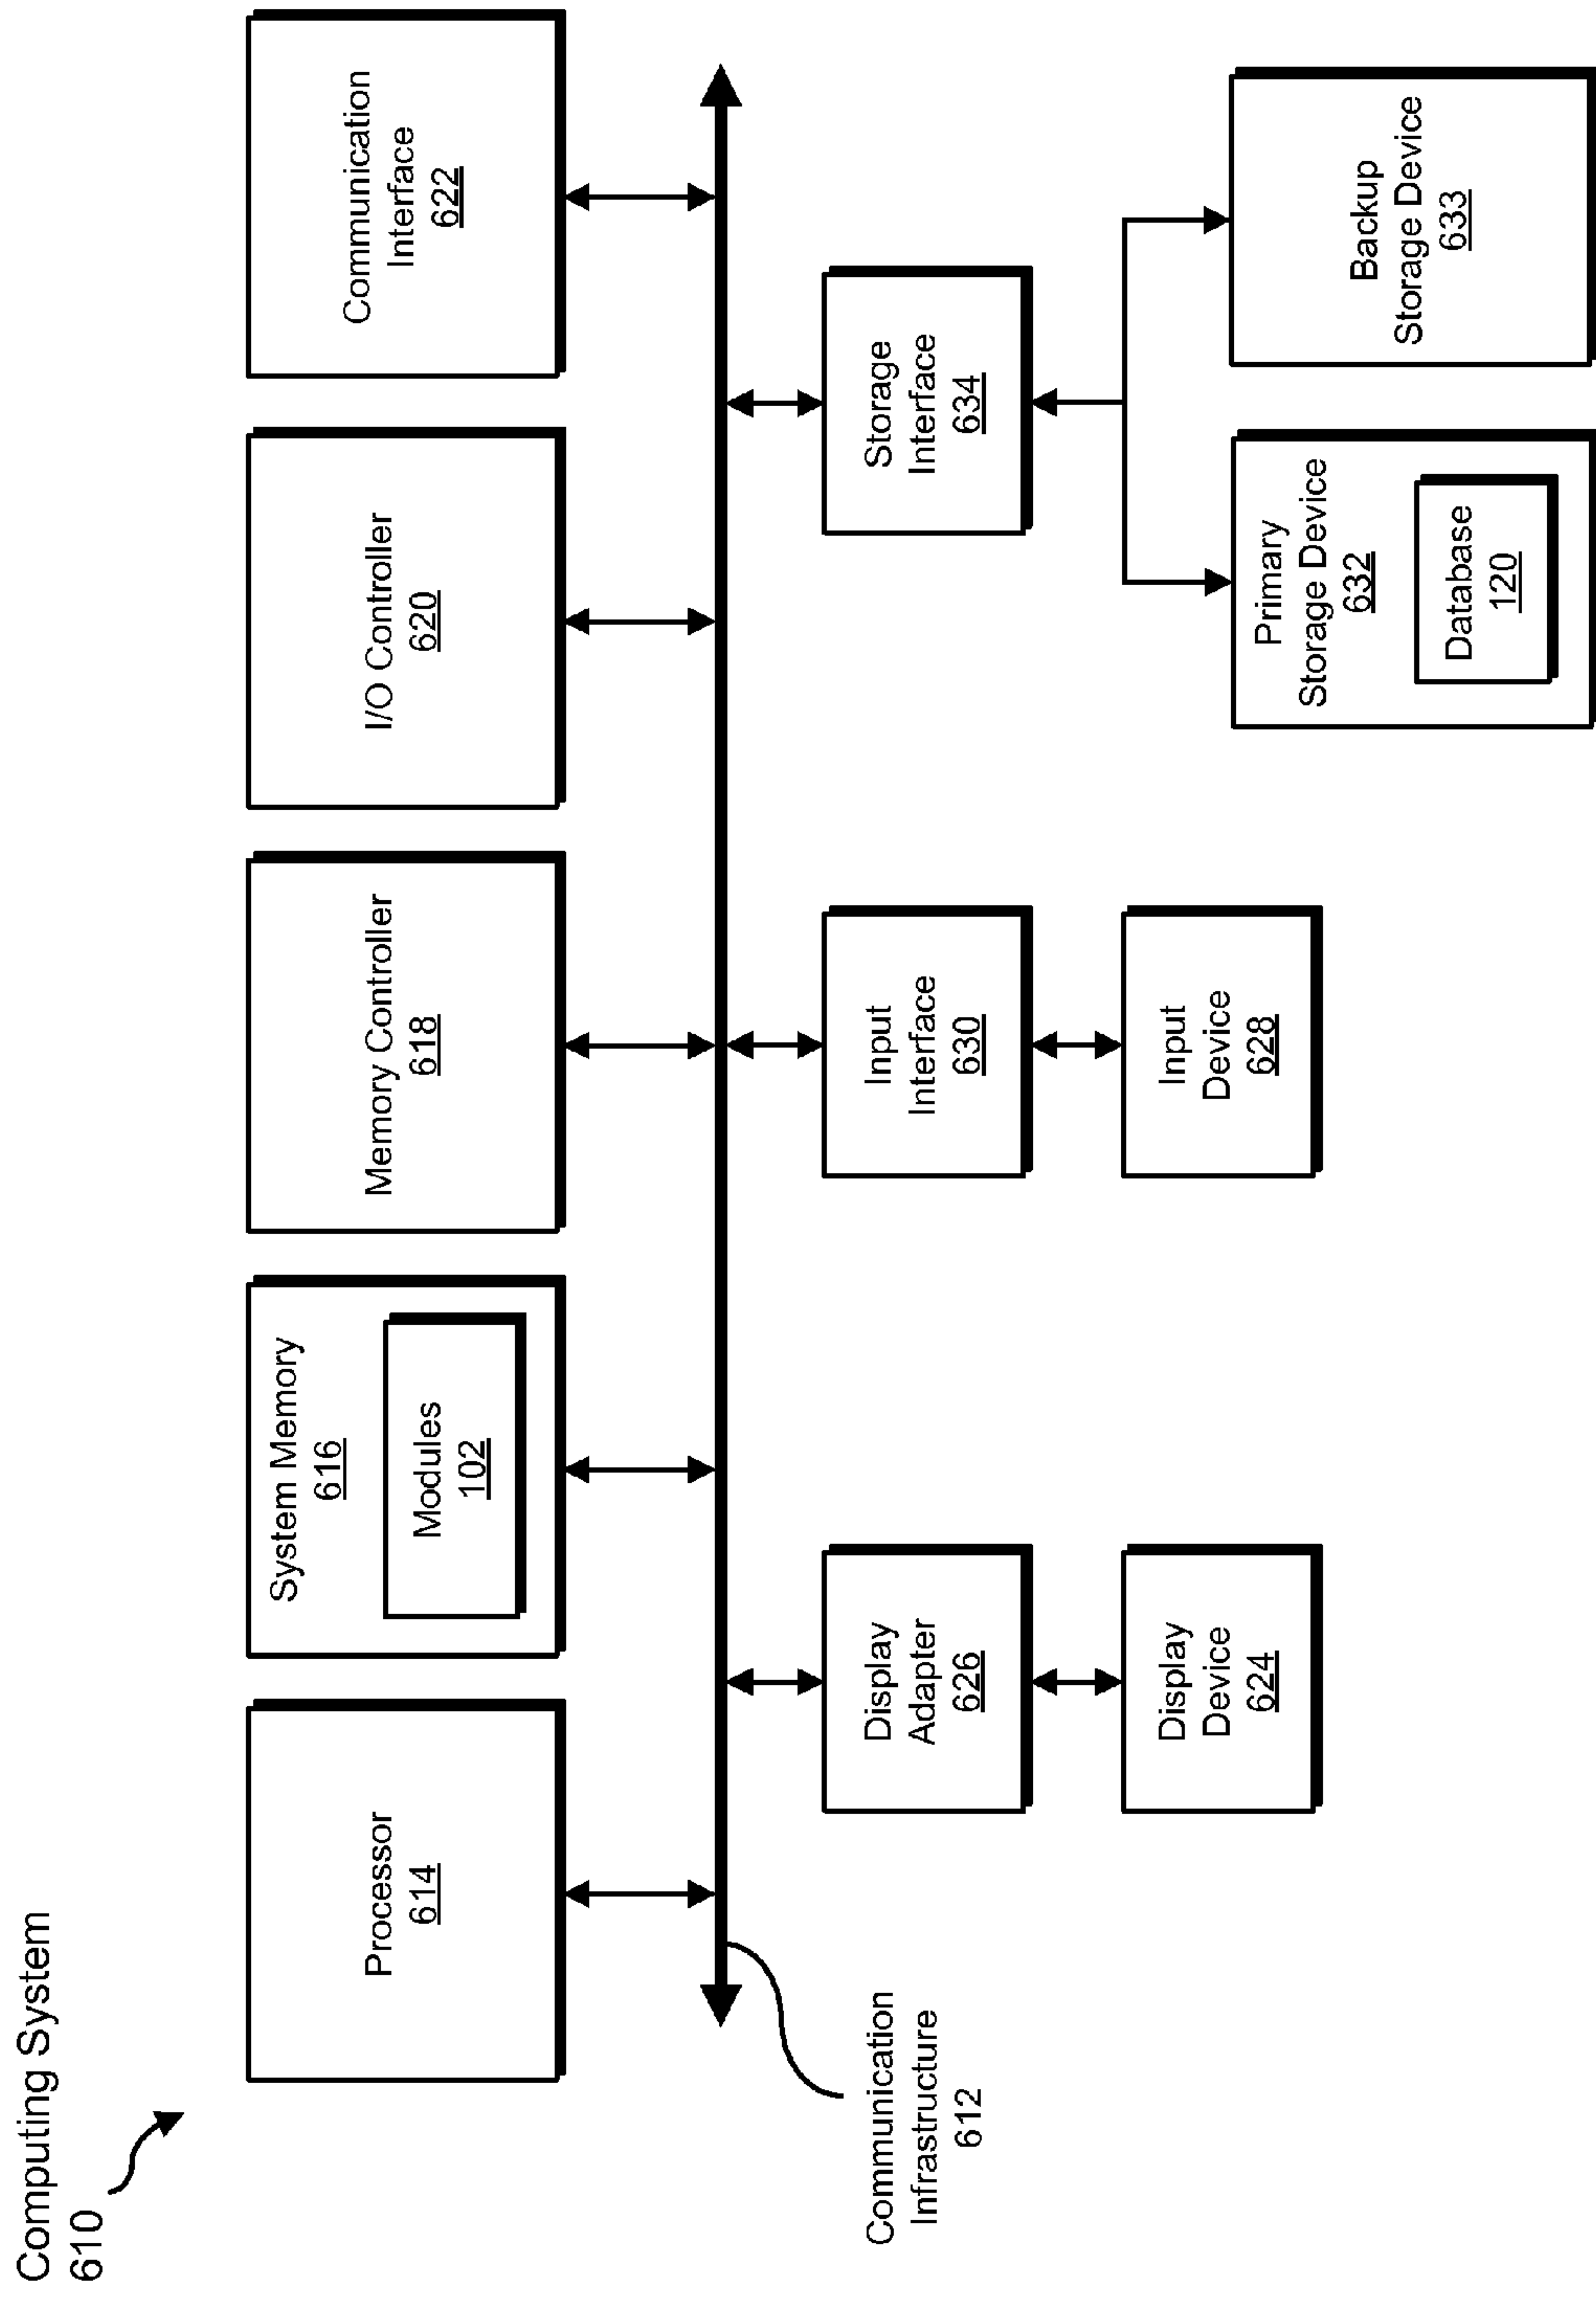 Computing System
610
Processor
614
System Memory
616
Modules
102
Memory Controller
618
I/O Controller
620
Communication
Interface
622
Communication
Infrastructure
612
Display
Adapter
626
Input
Interface
630
Storage
Interface
634
Display
Device
624
Input
Device
628
Primary
Storage Device
632
Database
120
Backup
Storage Device
633